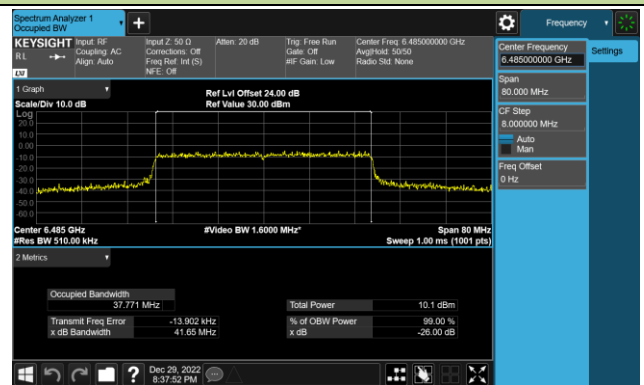 Spectrum Analyzer 1
Occupied BW
Frequency
KEYSIGHT
R L
LXI
Input: RF
Coupling: AC
Align: Auto
Input Z: 50 Ω
Corrections: Off
Freq Ref: Int (S)
NFE: Off
Atten: 20 dB
Trig: Free Run
Gate: Off
#IF Gain: Low
Center Freq: 6.485000000 GHz
Avg|Hold: 50/50
Radio Std: None
Center Frequency
6.485000000 GHz
Settings
Span
80.000 MHz
CF Step
8.000000 MHz
Auto
Man
Freq Offset
0 Hz
1 Graph
Scale/Div 10.0 dB
Ref Lvl Offset 24.00 dB
Ref Value 30.00 dBm
Log
20.0
10.0
0.00
-10.0
-20.0
-30.0
-40.0
-50.0
-60.0
Center 6.485 GHz
#Res BW 510.00 kHz
#Video BW 1.6000 MHz*
Span 80 MHz
Sweep 1.00 ms (1001 pts)
2 Metrics
Occupied Bandwidth
37.771 MHz
Total Power 10.1 dBm
Transmit Freq Error -13.902 kHz
% of OBW Power 99.00 %
x dB Bandwidth 41.65 MHz
x dB -26.00 dB
?
Dec 29, 2022
8:37:52 PM